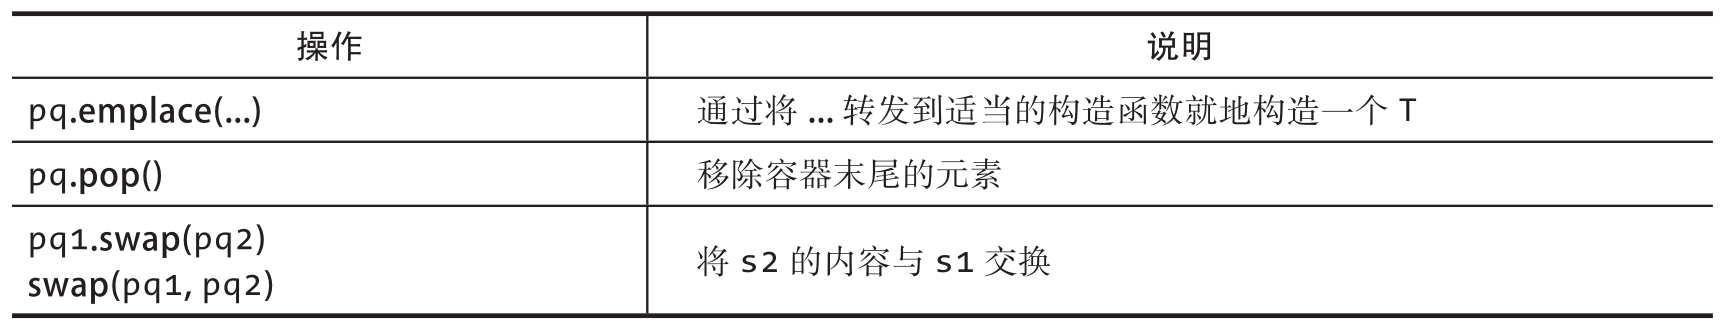 操作 说明
pq.emplace(...) 通过将 ... 转发到适当的构造函数就地构造一个 T
pq.pop() 移除容器末尾的元素
pq1.swap(pq2)
swap(pq1, pq2)
将 s2 的内容与 s1 交换